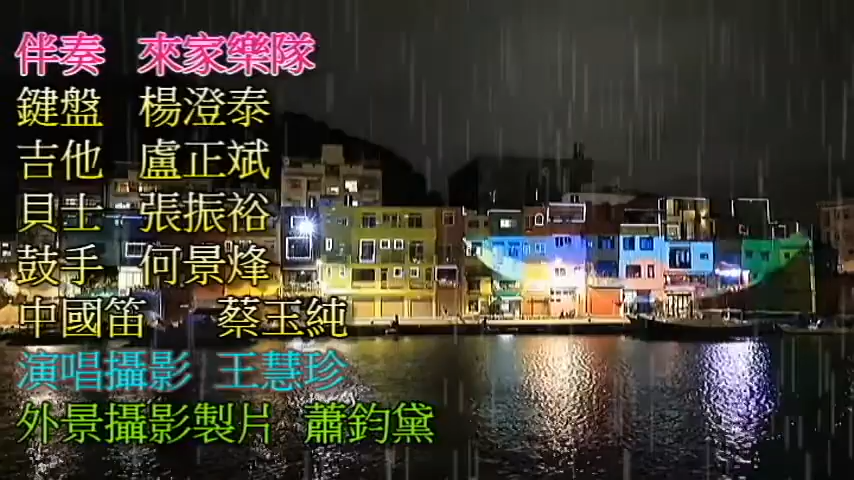 伴奏 來家樂隊
鍵盤 楊澄泰
吉他 盧正斌
貝士 張振裕
鼓手 何景烽
中國笛 蔡玉純
演唱攝影 王慧珍
外景攝影製片 蕭鈞黛